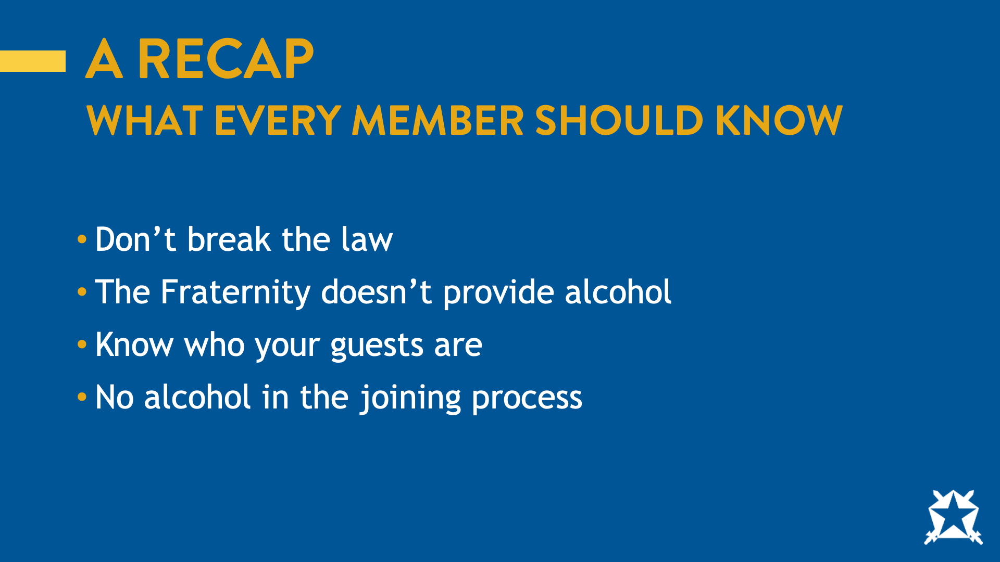 A RECAP
WHAT EVERY MEMBER SHOULD KNOW
• Don’t break the law
• The Fraternity doesn’t provide alcohol
• Know who your guests are
• No alcohol in the joining process